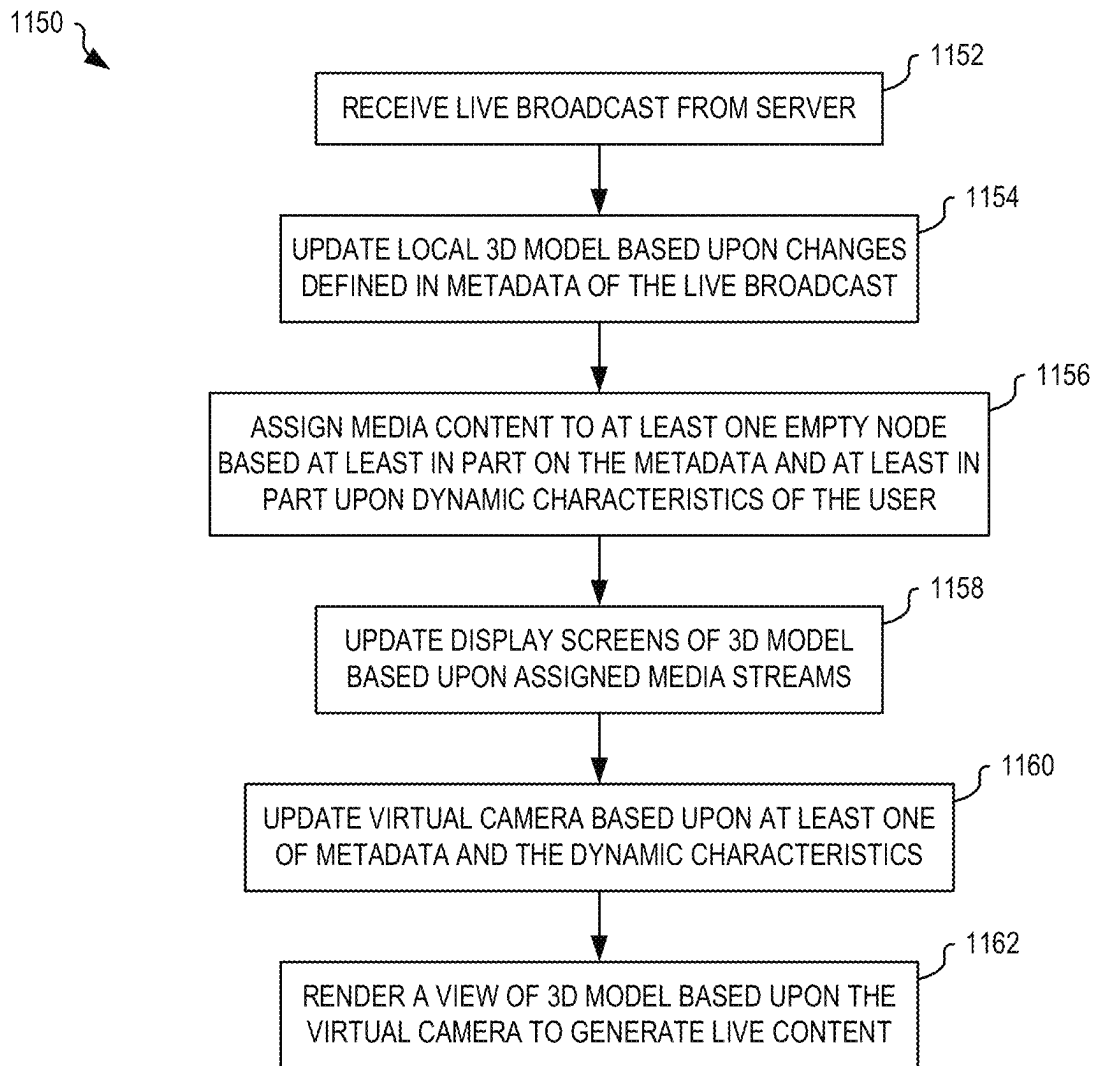 1150
1152
RECEIVE LIVE BROADCAST FROM SERVER
1154
UPDATE LOCAL 3D MODEL BASED UPON CHANGES
DEFINED IN METADATA OF THE LIVE BROADCAST
1156
ASSIGN MEDIA CONTENT TO AT LEAST ONE EMPTY NODE
BASED AT LEAST IN PART ON THE METADATA AND AT LEAST IN
PART UPON DYNAMIC CHARACTERISTICS OF THE USER
1158
UPDATE DISPLAY SCREENS OF 3D MODEL
BASED UPON ASSIGNED MEDIA STREAMS
1160
UPDATE VIRTUAL CAMERA BASED UPON AT LEAST ONE
OF METADATA AND THE DYNAMIC CHARACTERISTICS
1162
RENDER A VIEW OF 3D MODEL BASED UPON THE
VIRTUAL CAMERA TO GENERATE LIVE CONTENT